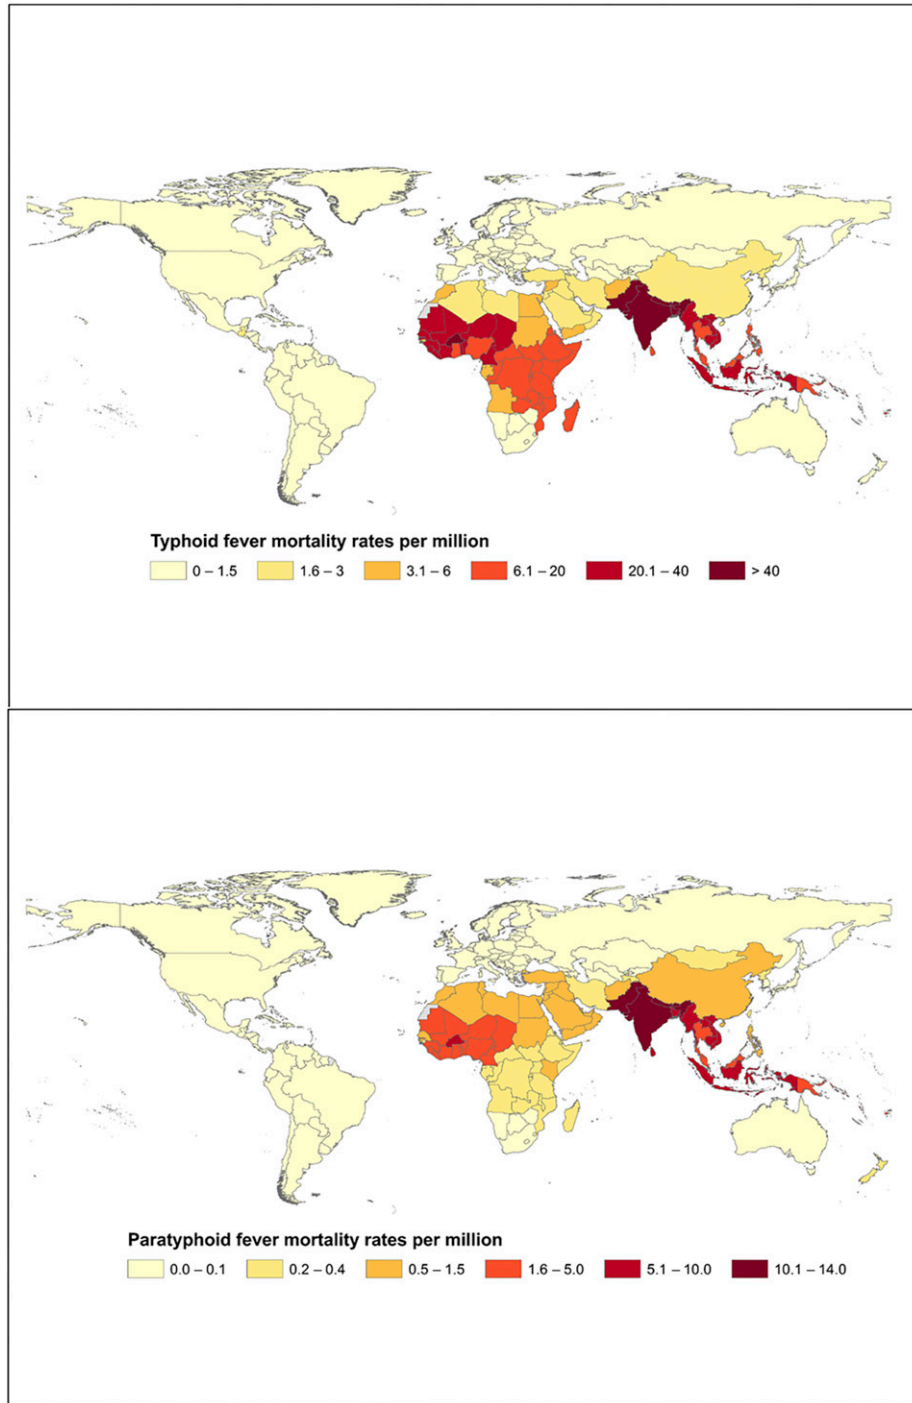 Typhoid fever mortality rates per million
0 – 1.5 1.6 – 3 3.1 – 6 6.1 – 20 20.1 – 40 > 40
Paratyphoid fever mortality rates per million
0.0 – 0.1 0.2 – 0.4 0.5 – 1.5 1.6 – 5.0 5.1 – 10.0 10.1 – 14.0